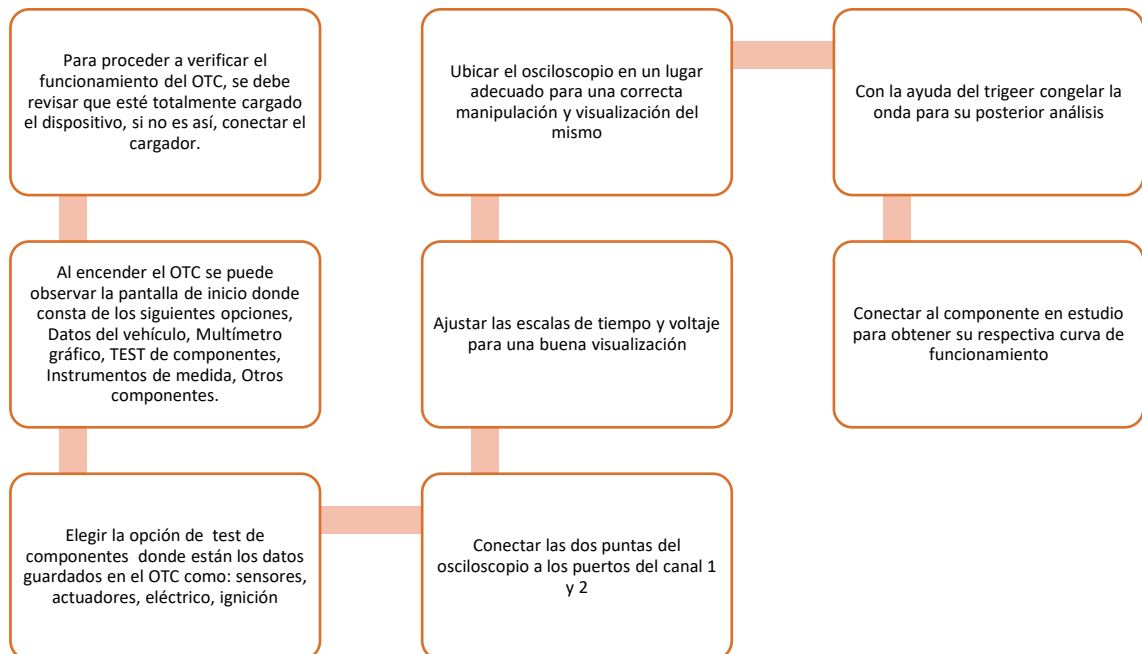 Para proceder a verificar el
funcionamiento del OTC, se debe
revisar que esté totalmente cargado
el dispositivo, si no es así, conectar el
cargador.
Al encender el OTC se puede
observar la pantalla de inicio donde
consta de los siguientes opciones,
Datos del vehículo, Multímetro
gráfico, TEST de componentes,
Instrumentos de medida, Otros
componentes.
Elegir la opción de test de
componentes donde están los datos
guardados en el OTC como: sensores,
actuadores, eléctrico, ignición
Conectar las dos puntas del
osciloscopio a los puertos del canal 1
y 2
Ajustar las escalas de tiempo y voltaje
para una buena visualización
Ubicar el osciloscopio en un lugar
adecuado para una correcta
manipulación y visualización del
mismo
Con la ayuda del trigeer congelar la
onda para su posterior análisis
Conectar al componente en estudio
para obtener su respectiva curva de
funcionamiento